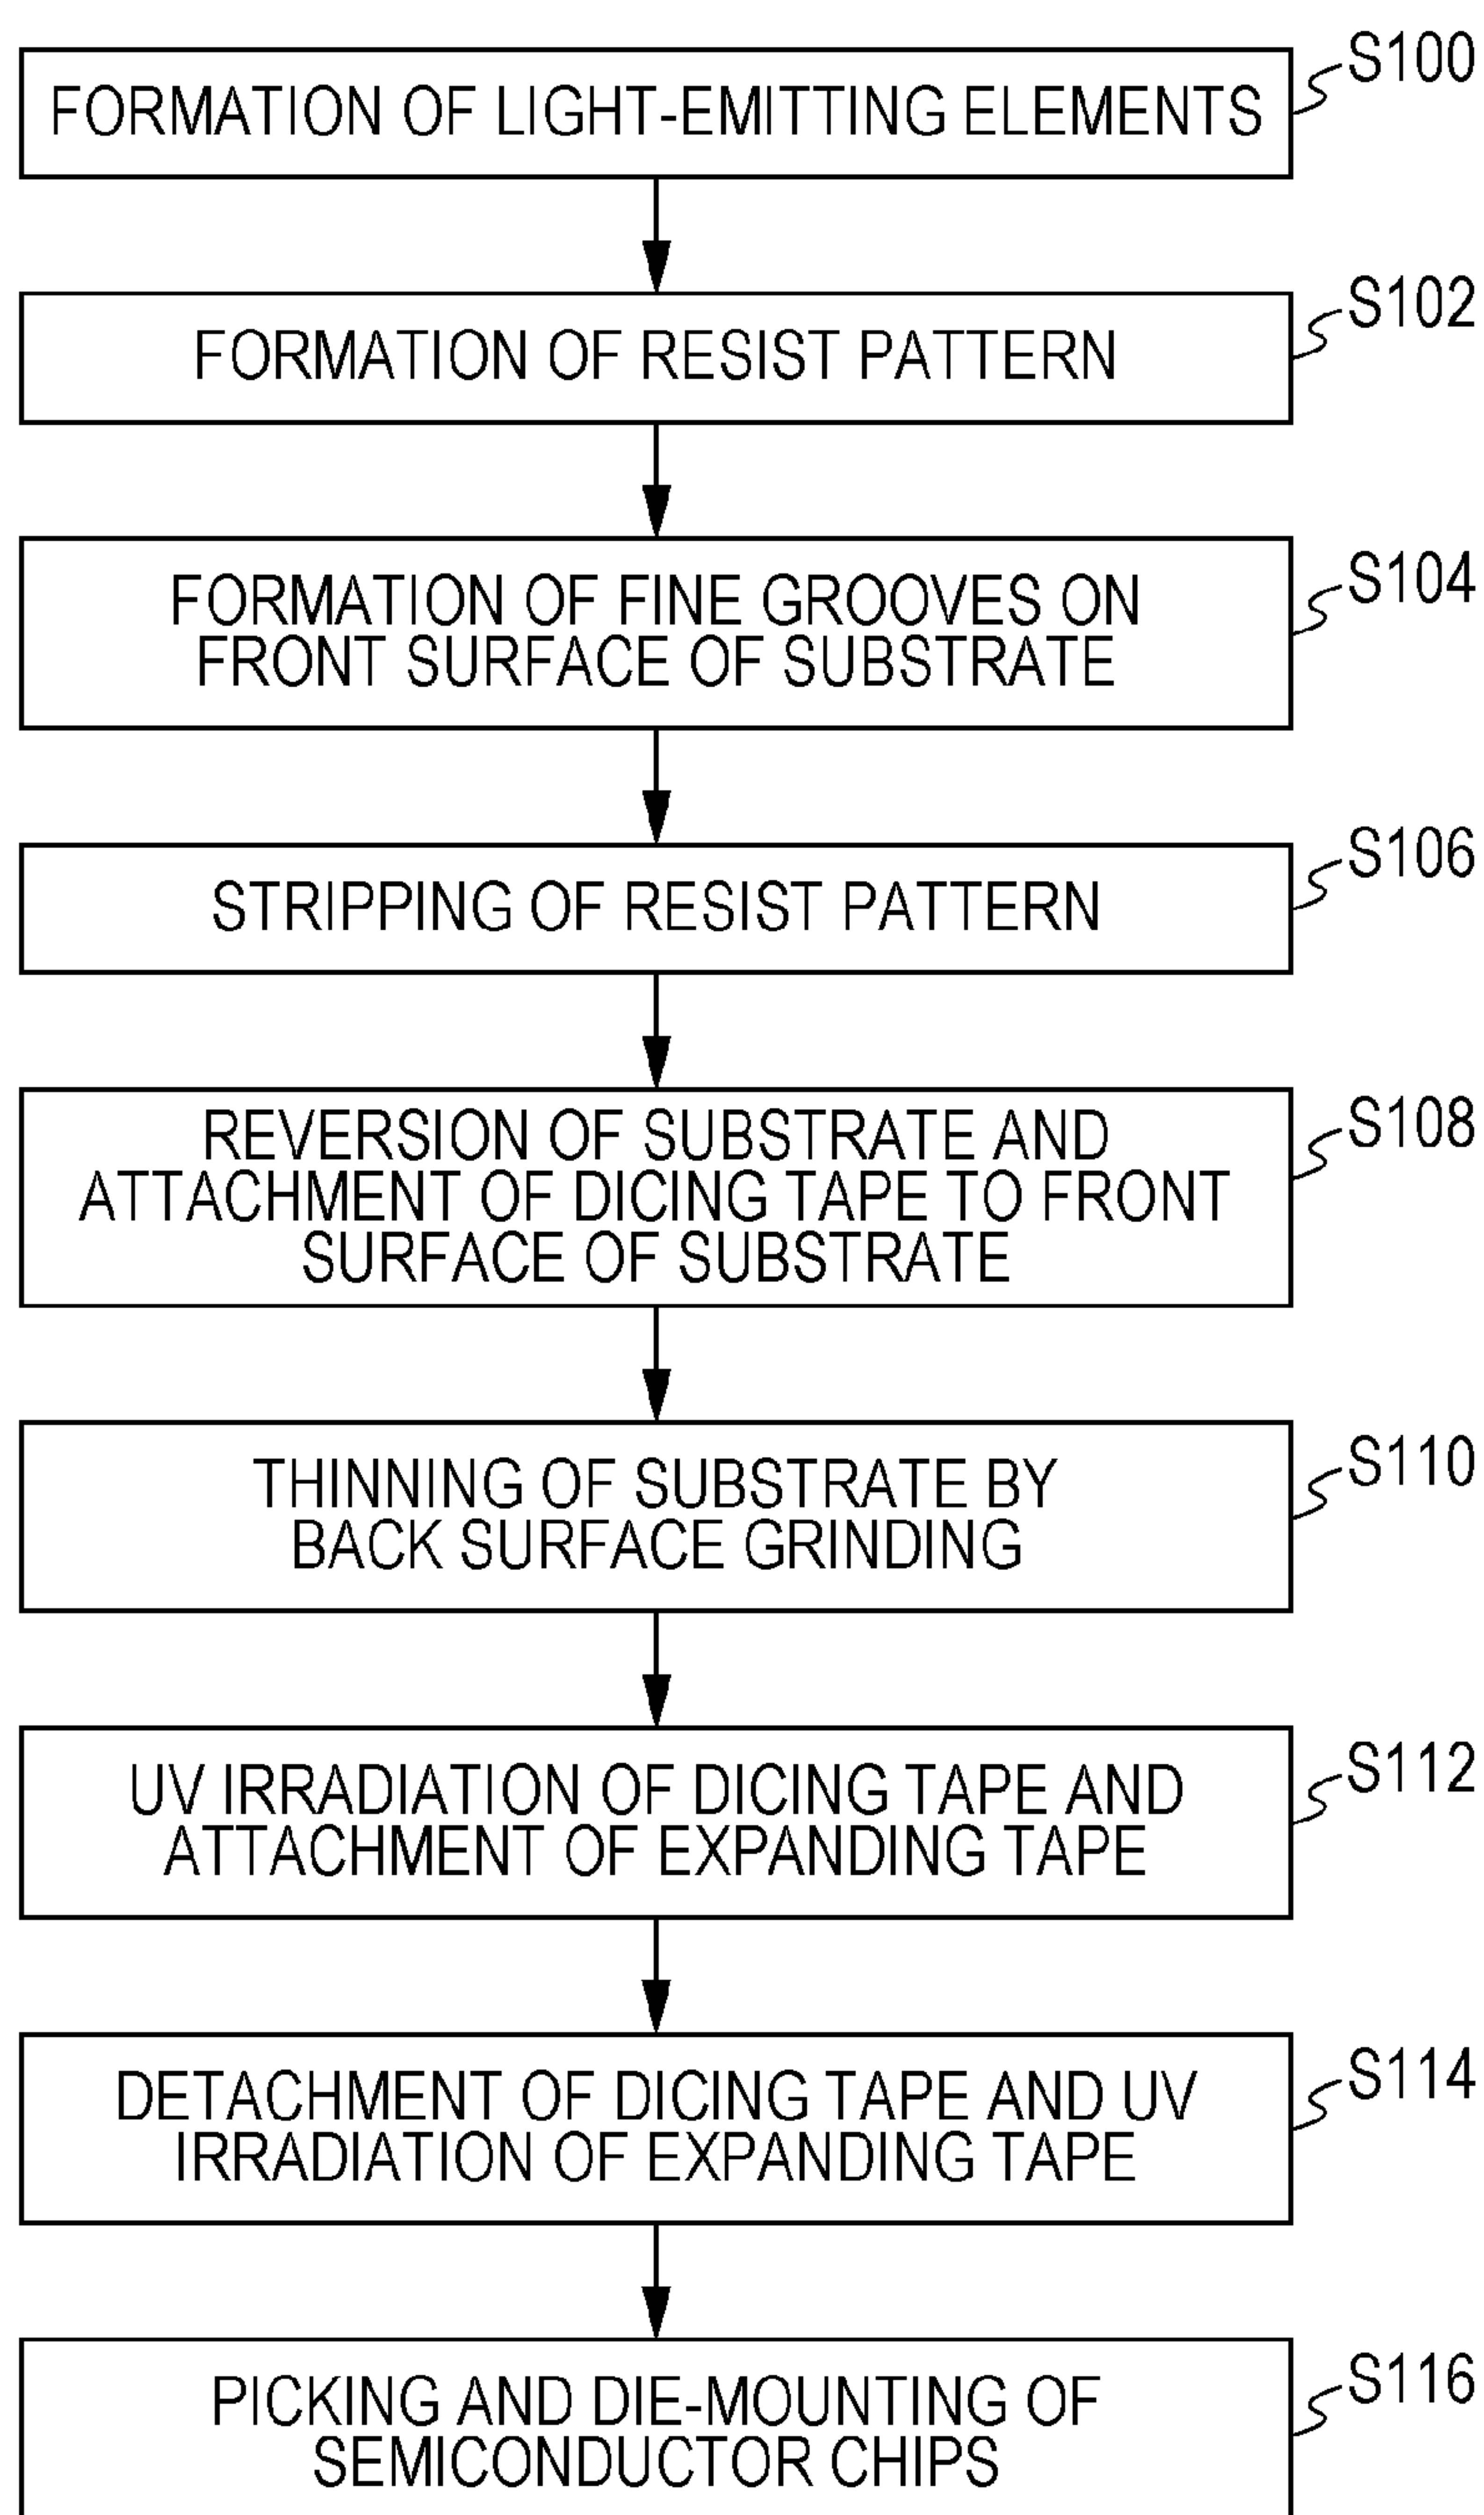 S100
FORMATION OF LIGHT-EMITTING ELEMENTS
S102
FORMATION OF RESIST PATTERN
S104
FORMATION OF FINE GROOVES ON
FRONT SURFACE OF SUBSTRATE
S106
STRIPPING OF RESIST PATTERN
S108
REVERSION OF SUBSTRATE AND
ATTACHMENT OF DICING TAPE TO FRONT
SURFACE OF SUBSTRATE
S110
THINNING OF SUBSTRATE BY
BACK SURFACE GRINDING
S112
UV IRRADIATION OF DICING TAPE AND
ATTACHMENT OF EXPANDING TAPE
S114
DETACHMENT OF DICING TAPE AND UV
IRRADIATION OF EXPANDING TAPE
S116
PICKING AND DIE-MOUNTING OF
SEMICONDUCTOR CHIPS